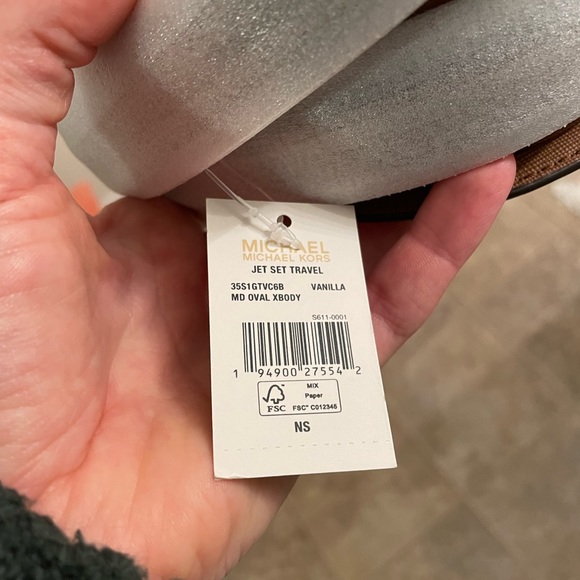 MICHAEL
MICHAEL KORS
JET SET TRAVEL
35S1GTVC6B VANILLA
MD OVAL XBODY
S611-0001
1 94900 27554 2
MIX
Paper
FSC™ C012345
FSC
NS